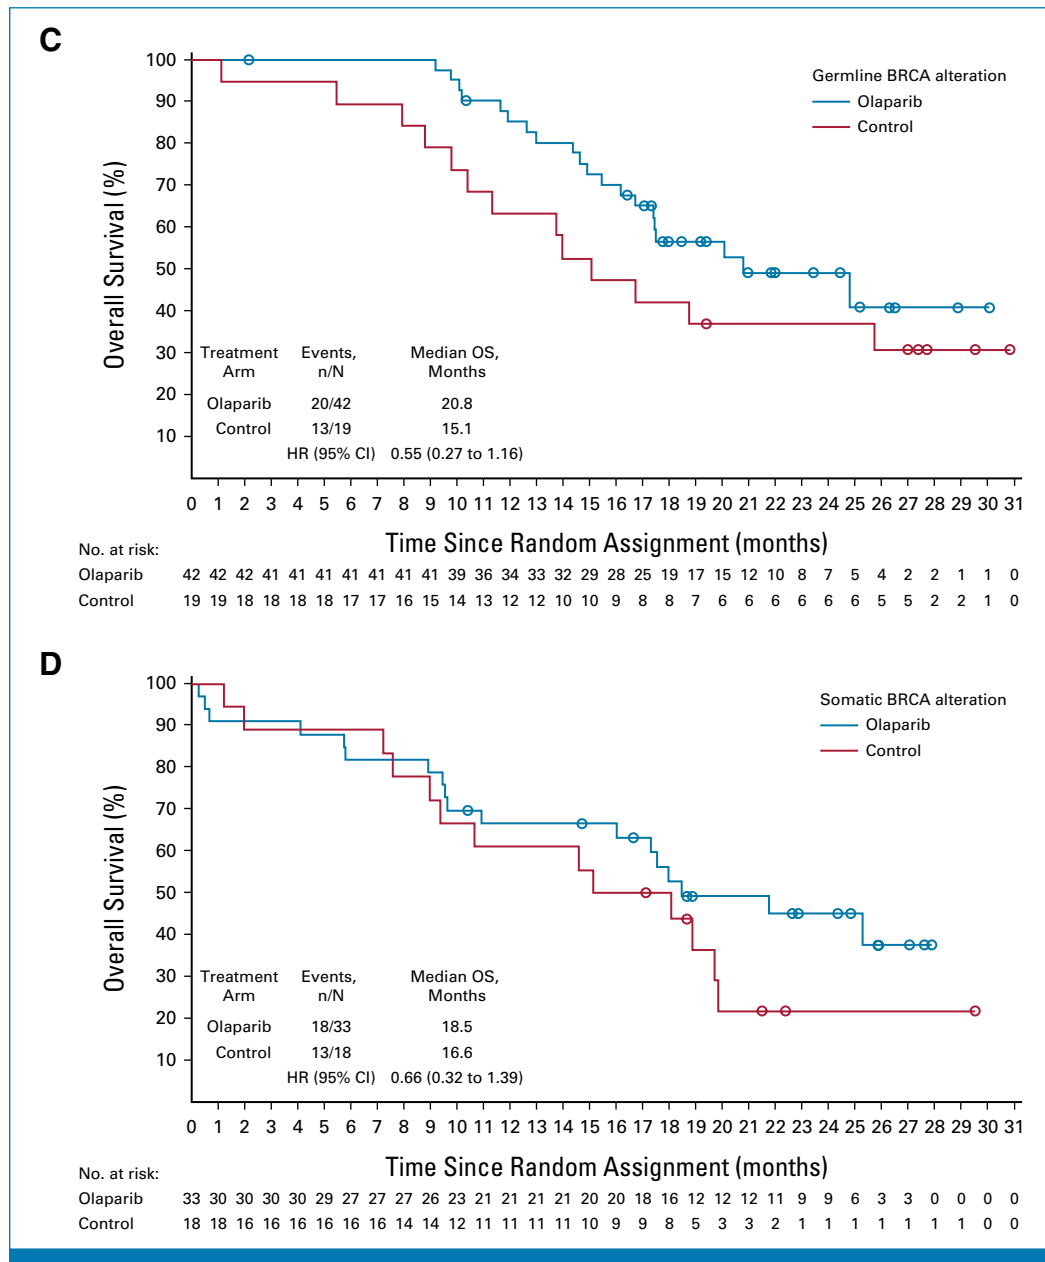 C
100
90
80
70
60
50
40
30
20
10
Overall Survival (%)
Germline BRCA alteration
Olaparib
Control
Treatment Arm Events, n/N Median OS, Months
Olaparib 20/42 20.8
Control 13/19 15.1
HR (95% CI) 0.55 (0.27 to 1.16)
0 1 2 3 4 5 6 7 8 9 10 11 12 13 14 15 16 17 18 19 20 21 22 23 24 25 26 27 28 29 30 31
Time Since Random Assignment (months)
No. at risk:
Olaparib 42 42 42 41 41 41 41 41 41 41 39 36 34 33 32 29 28 25 19 17 15 12 10 8 7 5 4 2 2 1 1 0
Control 19 19 18 18 18 18 17 17 16 15 14 13 12 12 10 10 9 8 8 7 6 6 6 6 6 6 5 5 2 2 1 0
D
100
90
80
70
60
50
40
30
20
10
Overall Survival (%)
Somatic BRCA alteration
Olaparib
Control
Treatment Arm Events, n/N Median OS, Months
Olaparib 18/33 18.5
Control 13/18 16.6
HR (95% CI) 0.66 (0.32 to 1.39)
0 1 2 3 4 5 6 7 8 9 10 11 12 13 14 15 16 17 18 19 20 21 22 23 24 25 26 27 28 29 30 31
Time Since Random Assignment (months)
No. at risk:
Olaparib 33 30 30 30 30 29 27 27 27 26 23 21 21 21 21 20 20 18 16 12 12 12 11 9 9 6 3 3 0 0 0 0
Control 18 18 16 16 16 16 16 16 14 14 12 11 11 11 11 10 9 9 8 5 3 3 2 1 1 1 1 1 1 1 0 0